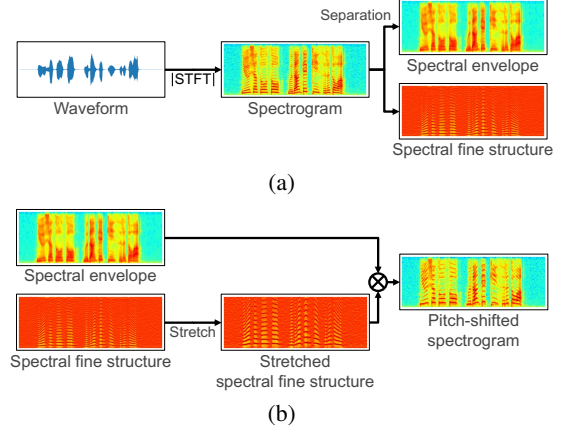 Separation
|STFT|
Waveform
Spectrogram
Spectral envelope
Spectral fine structure
(a)
Spectral envelope
Stretch
Spectral fine structure
Stretched
spectral fine structure
Pitch-shifted
spectrogram
(b)